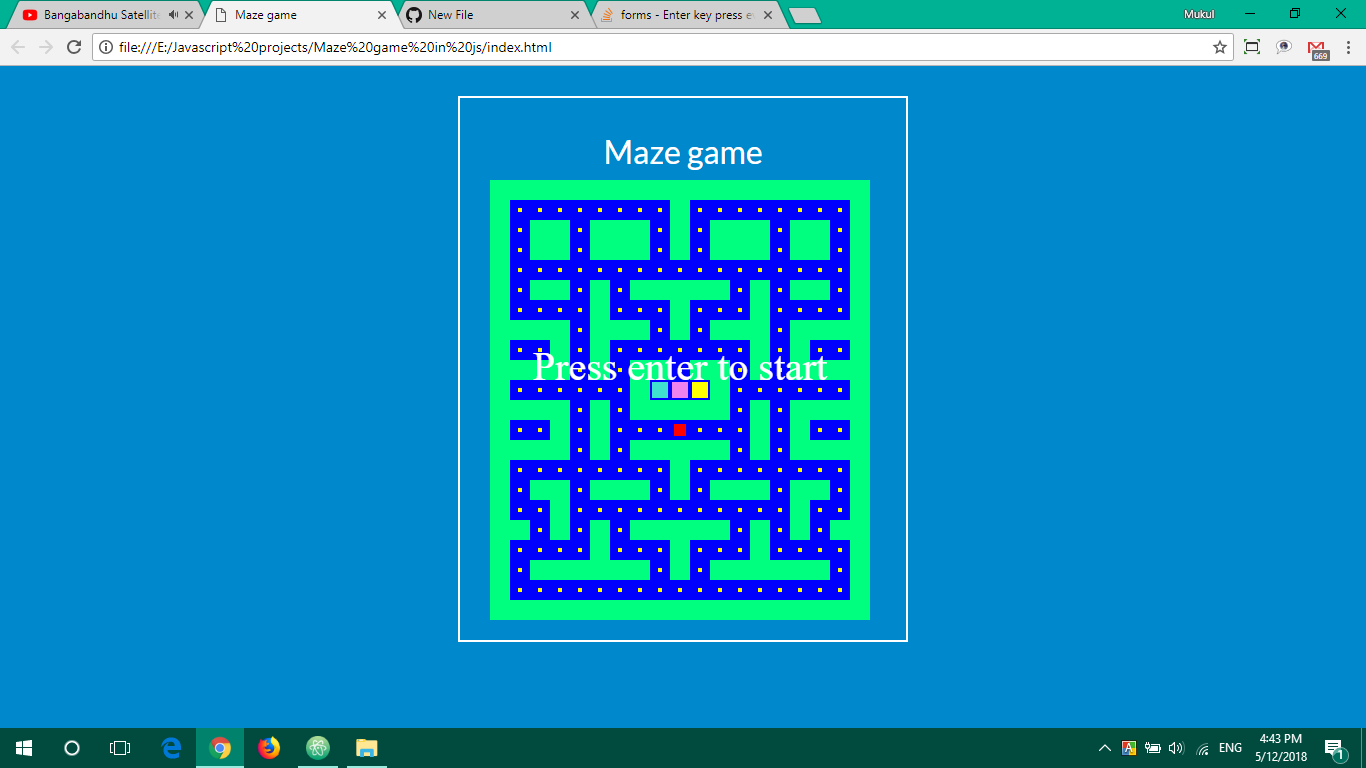 Bangabandhu Satellite
Maze game
New File
forms - Enter key press e
Mukul
file:///E:/Javascript%20projects/Maze%20game%20in%20js/index.html
669
Maze game
Press enter to start
ENG
4:43 PM
5/12/2018
1